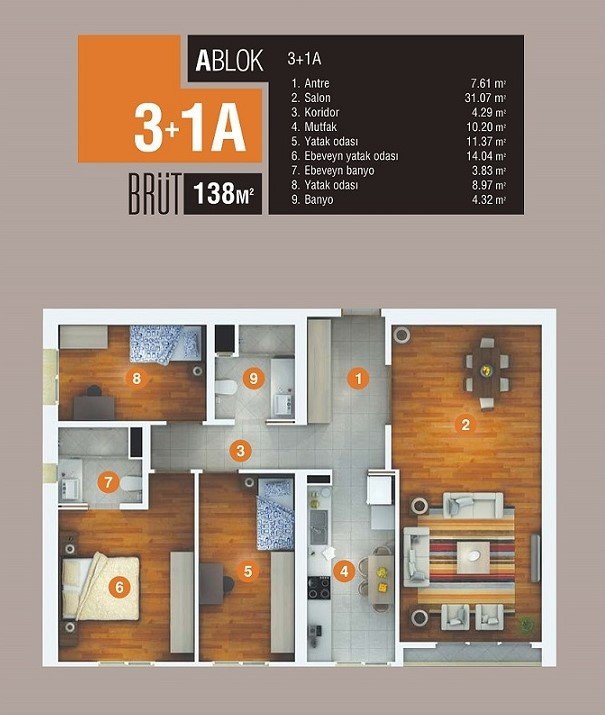 ABLOK
3+1A
BRÜT 138M²
3+1A
1. Antre 7.61 m²
2. Salon 31.07 m²
3. Koridor 4.29 m²
4. Mutfak 10.20 m²
5. Yatak odası 11.37 m²
6. Ebeveyn yatak odası 14.04 m²
7. Ebeveyn banyo 3.83 m²
8. Yatak odası 8.97 m²
9. Banyo 4.32 m²
8
9
1
2
3
7
6
5
4